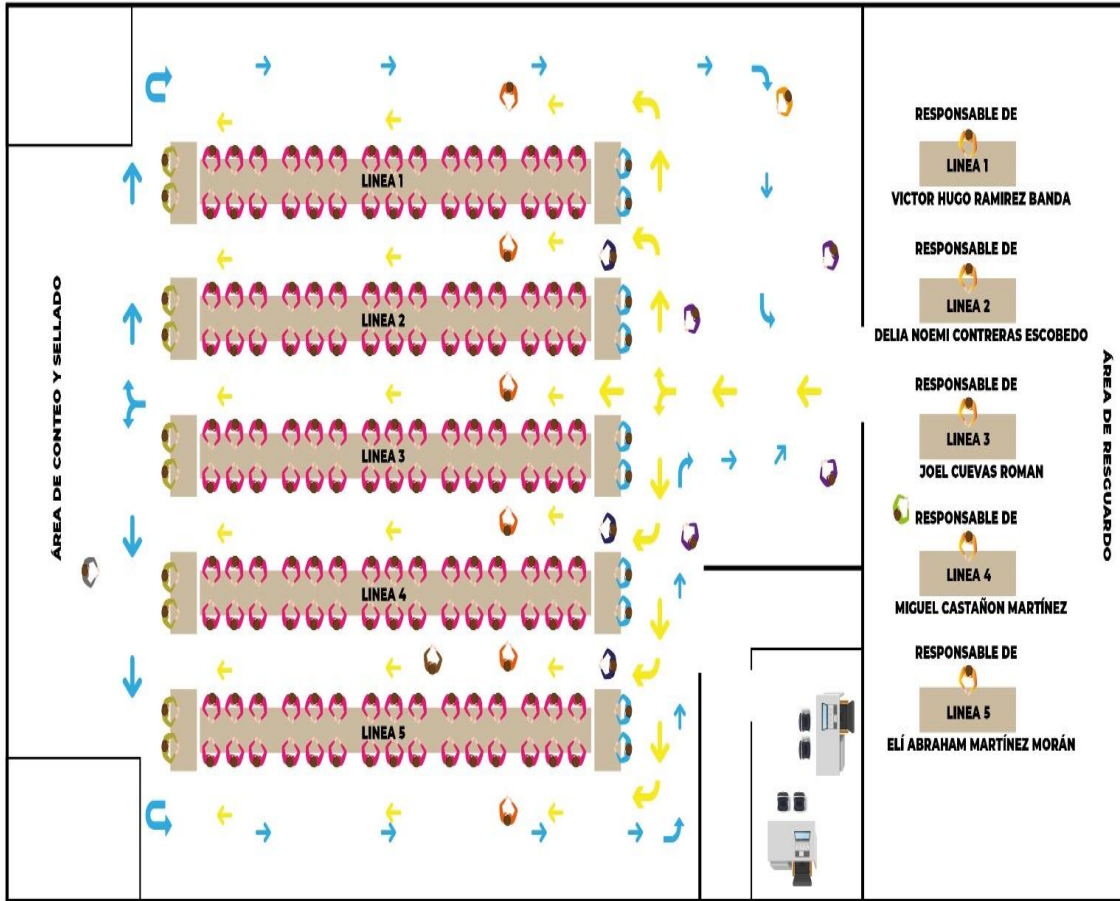 ÁREA DE CONTEO Y SELLADO
LINEA 1
LINEA 2
LINEA 3
LINEA 4
LINEA 5
RESPONSABLE DE
LINEA 1
VICTOR HUGO RAMIREZ BANDA
RESPONSABLE DE
LINEA 2
DELIA NOEMI CONTRERAS ESCOBEDO
RESPONSABLE DE
LINEA 3
JOEL CUEVAS ROMAN
RESPONSABLE DE
LINEA 4
MIGUEL CASTAÑON MARTÍNEZ
RESPONSABLE DE
LINEA 5
ELÍ ABRAHAM MARTÍNEZ MORÁN
ÁREA DE RESGUARDO